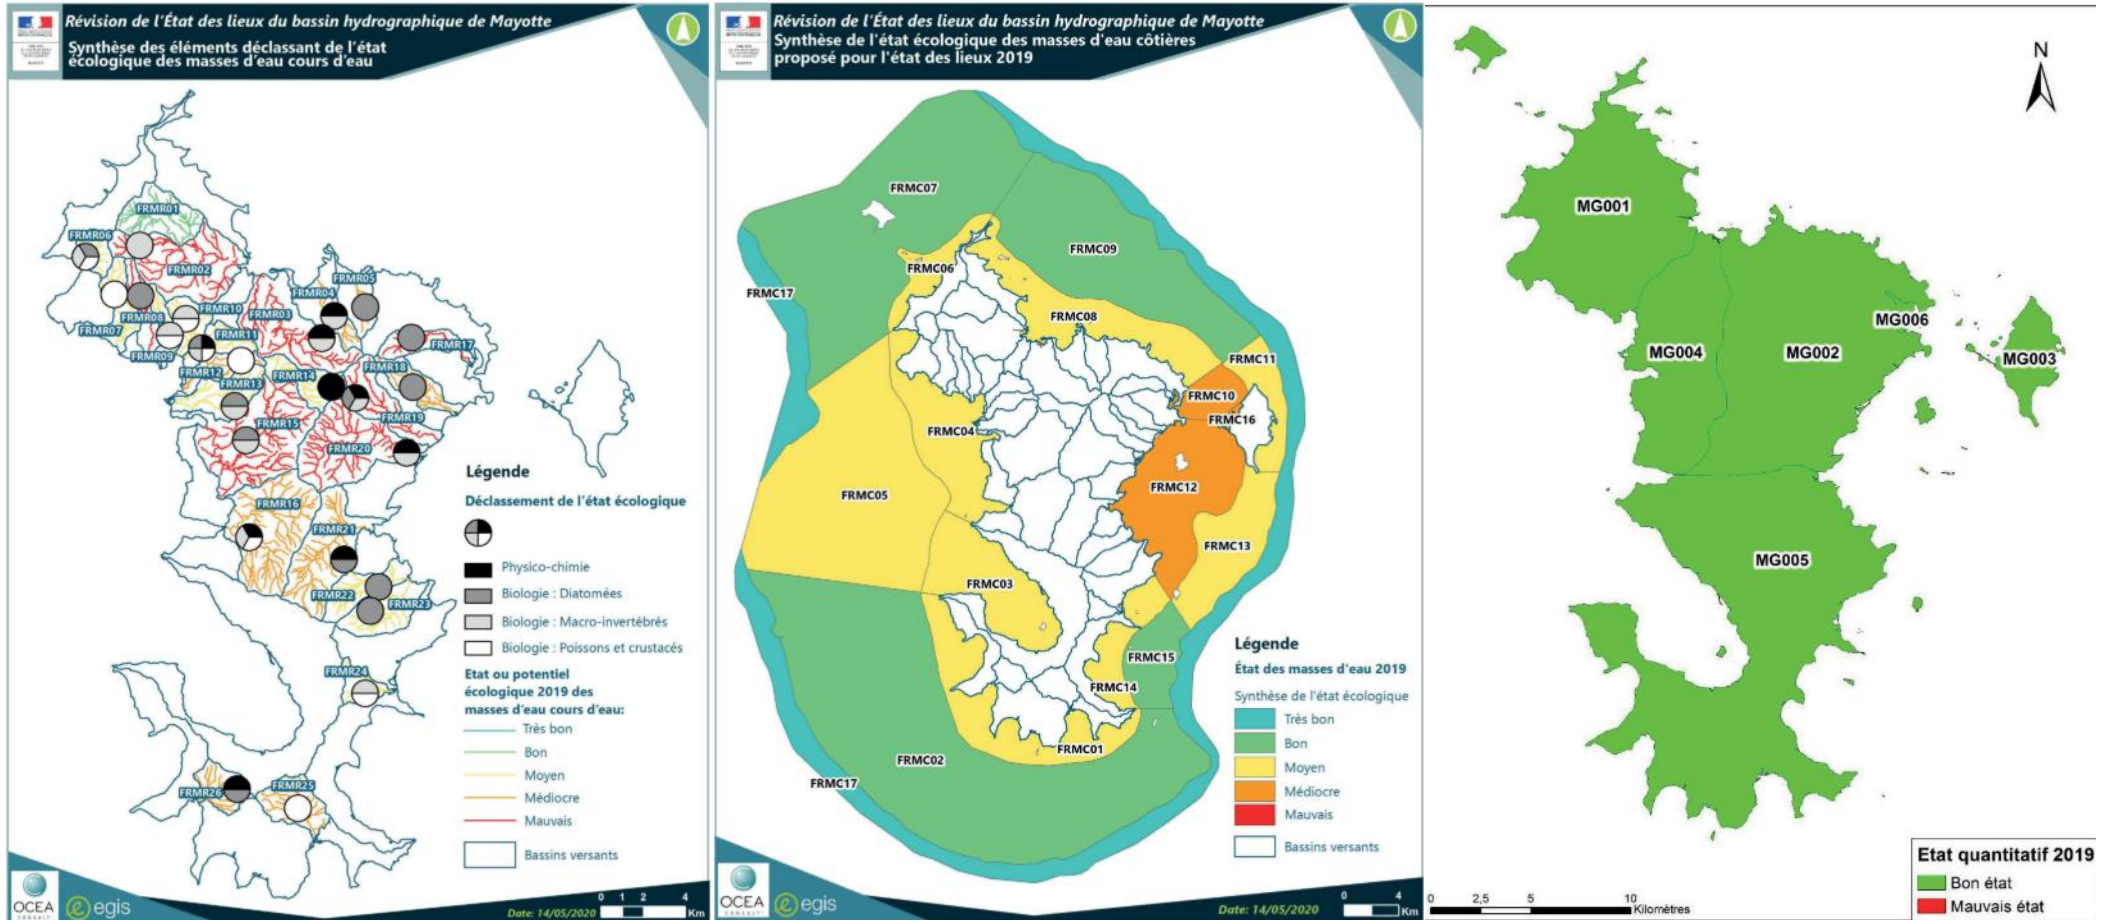 Révision de l'État des lieux du bassin hydrographique de Mayotte
Synthèse des éléments déclassant de l'état
écologique des masses d'eau cours d'eau
FRMR01
FRMR06
FRMR02
FRMR05
FRMR04
FRMR10
FRMR03
FRMR08
FRMR07
FRMR11
FRMR17
FRMR09
FRMR12
FRMR14
FRMR18
FRMR13
FRMR19
FRMR15
FRMR20
FRMR16
FRMR21
FRMR22
FRMR23
FRMR24
FRMR25
FRMR26
Légende
Déclassement de l'état écologique
Physico-chimie
Biologie : Diatomées
Biologie : Macro-invertébrés
Biologie : Poissons et crustacés
Etat ou potentiel
écologique 2019 des
masses d'eau cours d'eau:
Très bon
Bon
Moyen
Médiocre
Mauvais
Bassins versants
OCEA
CONSULT'
egis
Date: 14/05/2020
0 1 2 4
Km
Révision de l'État des lieux du bassin hydrographique de Mayotte
Synthèse de l'état écologique des masses d'eau côtières
proposé pour l'état des lieux 2019
FRMC07
FRMC09
FRMC06
FRMC17
FRMC08
FRMC11
FRMC10
FRMC16
FRMC04
FRMC12
FRMC05
FRMC13
FRMC03
FRMC15
FRMC14
FRMC01
FRMC02
FRMC17
Légende
État des masses d'eau 2019
Synthèse de l'état écologique
Très bon
Bon
Moyen
Médiocre
Mauvais
Bassins versants
OCEA
CONSULT'
egis
Date: 14/05/2020
0 4
Km
N
MG001
MG006
MG004
MG002
MG003
MG005
0 2,5 5 10
Kilomètres
Etat quantitatif 2019
Bon état
Mauvais état